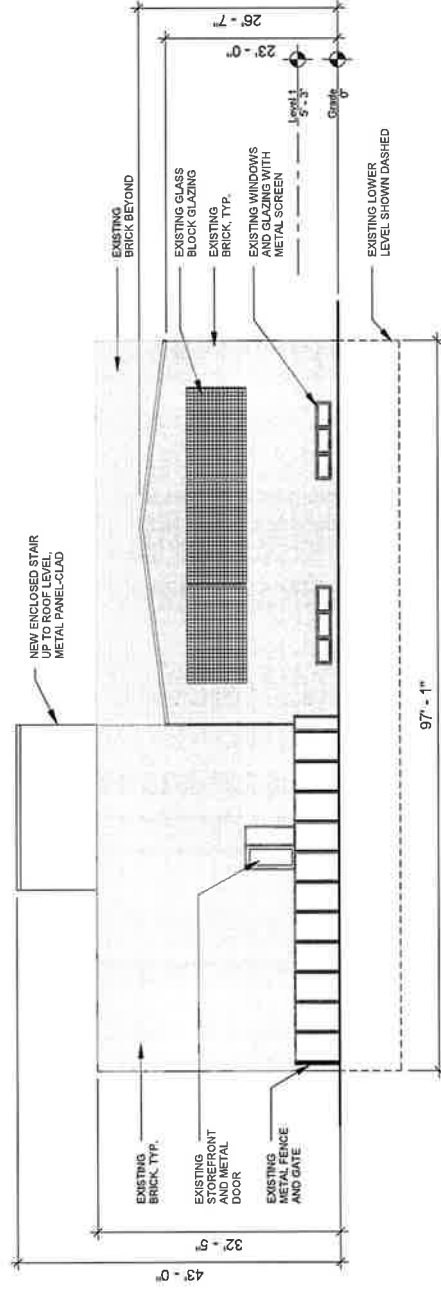 NEW ENCLOSED STAIR
UP TO ROOF LEVEL,
METAL PANEL-CLAD
EXISTING
BRICK BEYOND
EXISTING GLASS
BLOCK GLAZING
EXISTING
BRICK, TYP.
EXISTING WINDOWS
AND GLAZING WITH
METAL SCREEN
EXISTING LOWER
LEVEL SHOWN DASHED
26' - 7"
23' - 0"
Level 1
5' - 3"
Grade
0"
EXISTING
BRICK, TYP.
EXISTING
STOREFRONT
AND METAL
DOOR
EXISTING
METAL FENCE
AND GATE
32' - 5"
43' - 0"
97' - 1"